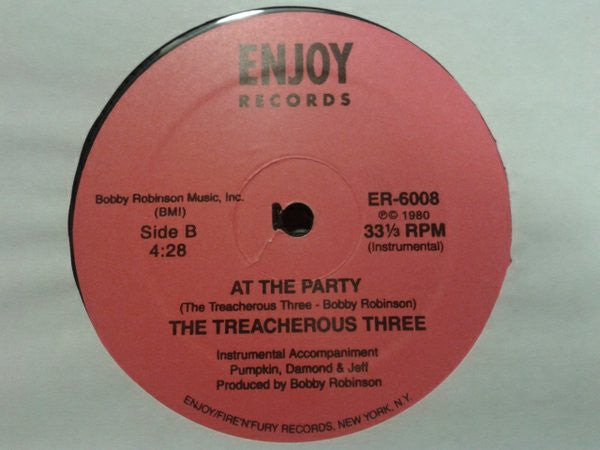 ENJOY
RECORDS
Bobby Robinson Music, Inc.
(BMI)
Side B
4:28
ER-6008
℗© 1980
33⅓ RPM
(Instrumental)
AT THE PARTY
(The Treacherous Three - Bobby Robinson)
THE TREACHEROUS THREE
Instrumental Accompaniment
Pumpkin, Damond & Jeff
Produced by Bobby Robinson
ENJOY/FIRE'N'FURY RECORDS. NEW YORK, N.Y.